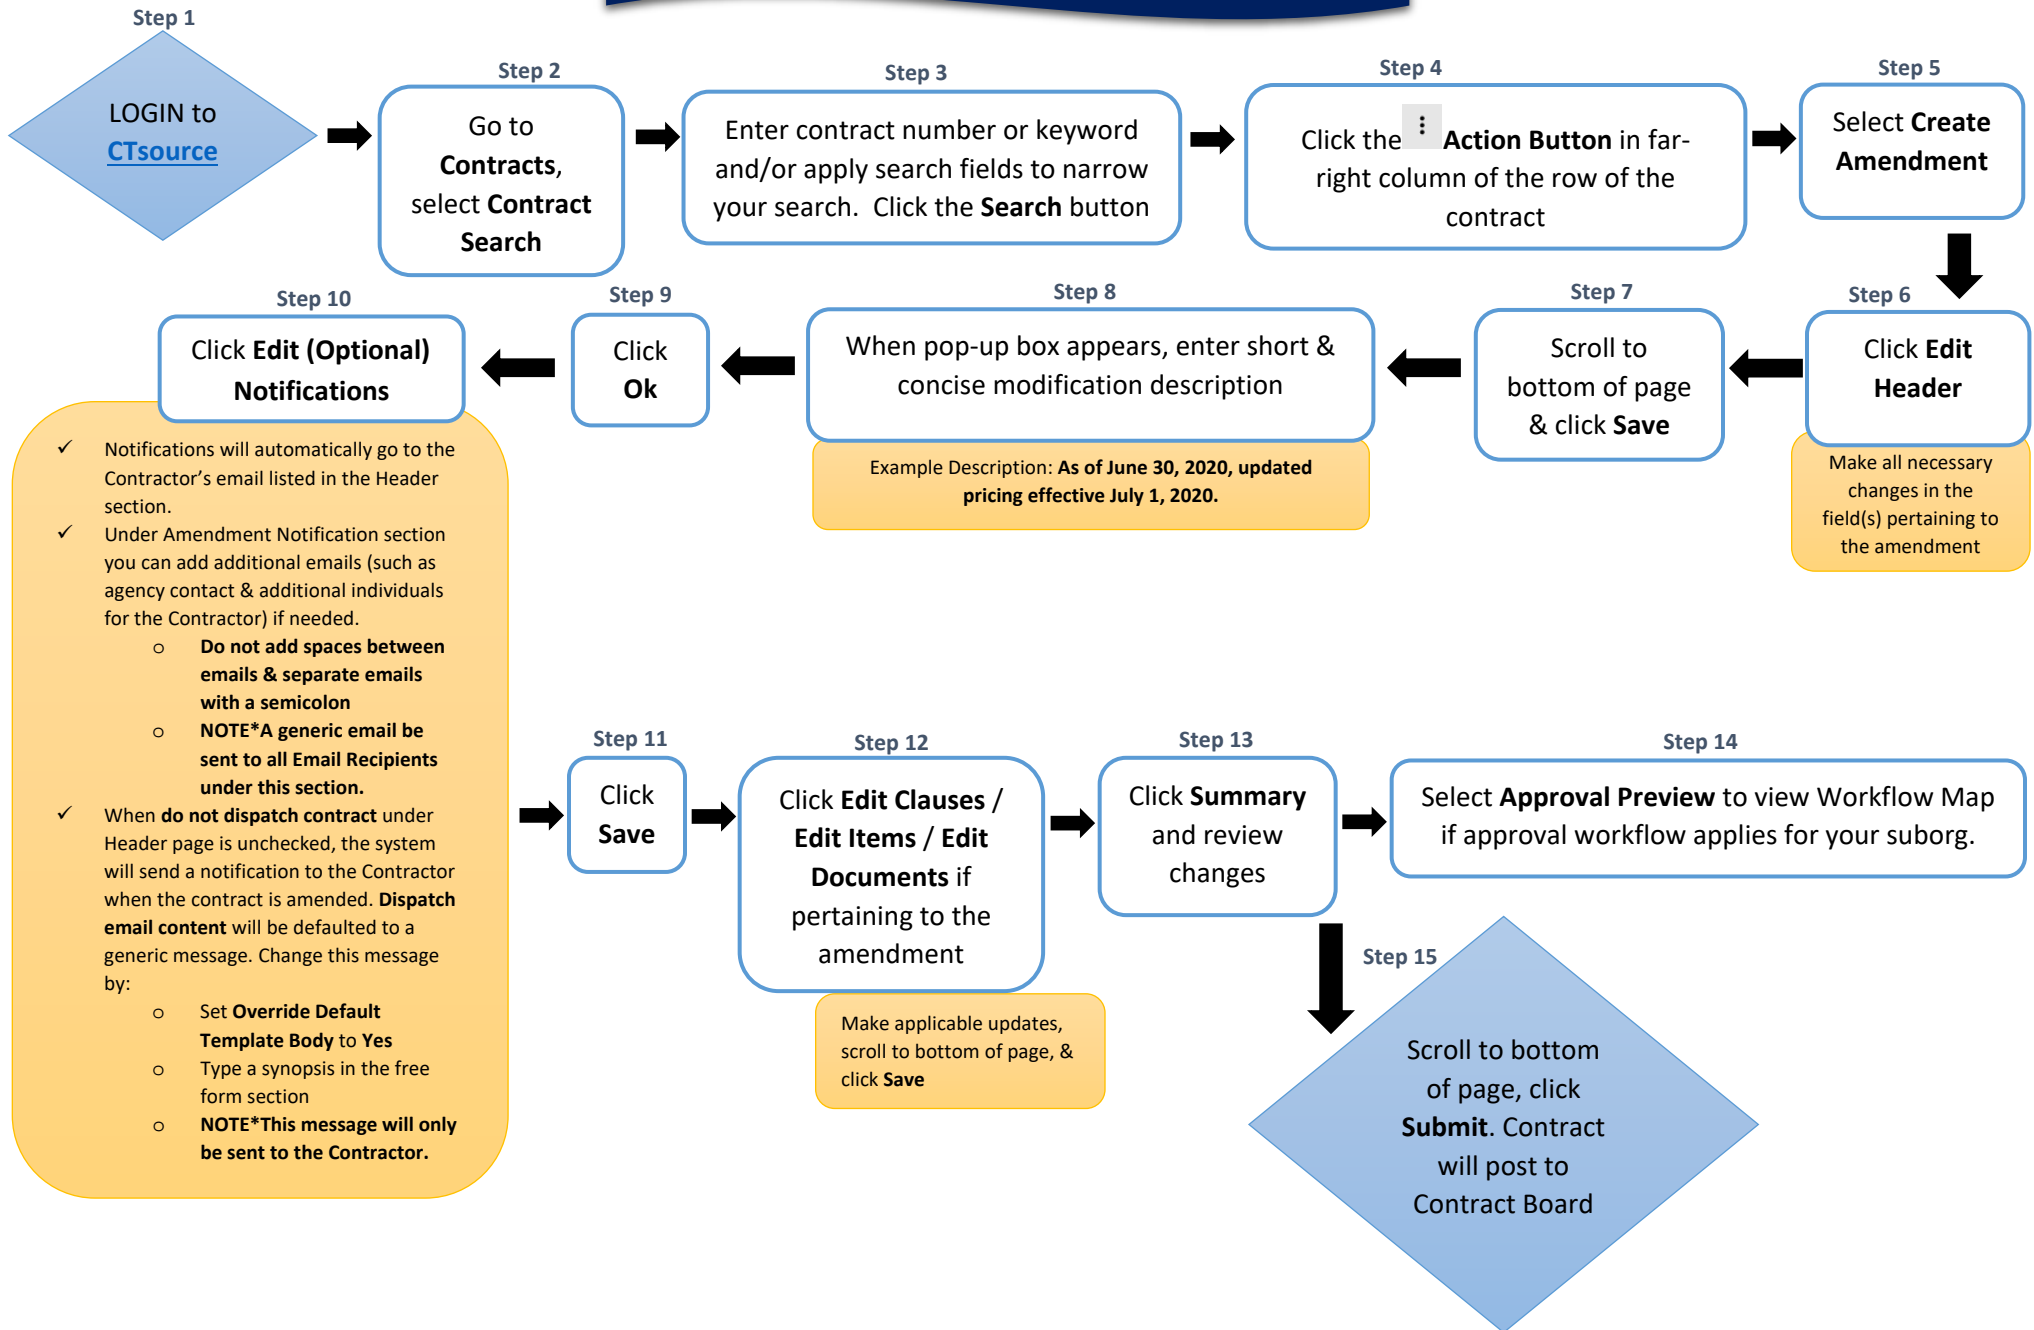 Step 1
LOGIN to
CTsource
Step 2
Go to
Contracts,
select Contract
Search
Step 3
Enter contract number or keyword
and/or apply search fields to narrow
your search.  Click the Search button
Step 4
Click the ⋮ Action Button in far-
right column of the row of the
contract
Step 5
Select Create
Amendment
Step 6
Click Edit
Header
Make all necessary
changes in the
field(s) pertaining to
the amendment
Step 7
Scroll to
bottom of page
& click Save
Step 8
When pop-up box appears, enter short &
concise modification description
Example Description: As of June 30, 2020, updated
pricing effective July 1, 2020.
Step 9
Click
Ok
Step 10
Click Edit (Optional)
Notifications
✓ Notifications will automatically go to the
Contractor’s email listed in the Header
section.
✓ Under Amendment Notification section
you can add additional emails (such as
agency contact & additional individuals
for the Contractor) if needed.
o Do not add spaces between
emails & separate emails
with a semicolon
o NOTE*A generic email be
sent to all Email Recipients
under this section.
✓ When do not dispatch contract under
Header page is unchecked, the system
will send a notification to the Contractor
when the contract is amended. Dispatch
email content will be defaulted to a
generic message. Change this message
by:
o Set Override Default
Template Body to Yes
o Type a synopsis in the free
form section
o NOTE*This message will only
be sent to the Contractor.
Step 11
Click
Save
Step 12
Click Edit Clauses /
Edit Items / Edit
Documents if
pertaining to the
amendment
Make applicable updates,
scroll to bottom of page, &
click Save
Step 13
Click Summary
and review
changes
Step 14
Select Approval Preview to view Workflow Map
if approval workflow applies for your suborg.
Step 15
Scroll to bottom
of page, click
Submit. Contract
will post to
Contract Board